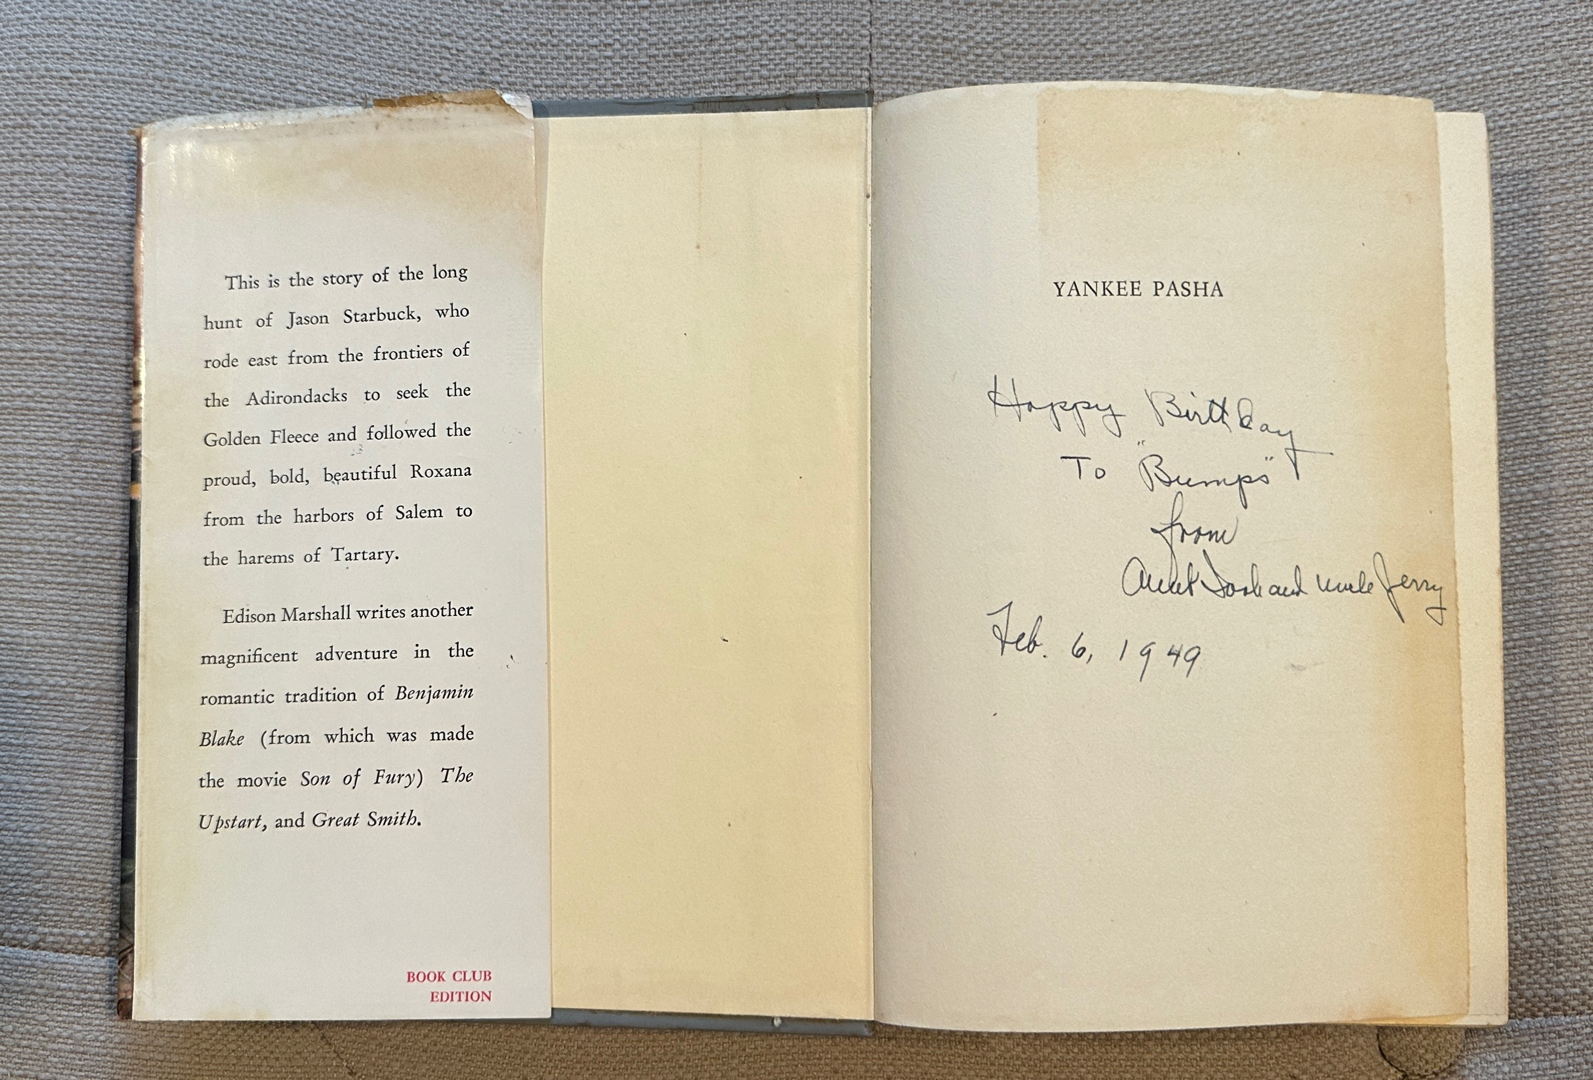 This is the story of the long
hunt of Jason Starbuck, who
rode east from the frontiers of
the Adirondacks to seek the
Golden Fleece and followed the
proud, bold, beautiful Roxana
from the harbors of Salem to
the harems of Tartary.
Edison Marshall writes another
magnificent adventure in the
romantic tradition of Benjamin
Blake (from which was made
the movie Son of Fury) The
Upstart, and Great Smith.
BOOK CLUB
EDITION
YANKEE PASHA
Happy Birthday
To "Bumps"
from
Aunt and Uncle Jerry
Feb. 6, 1949